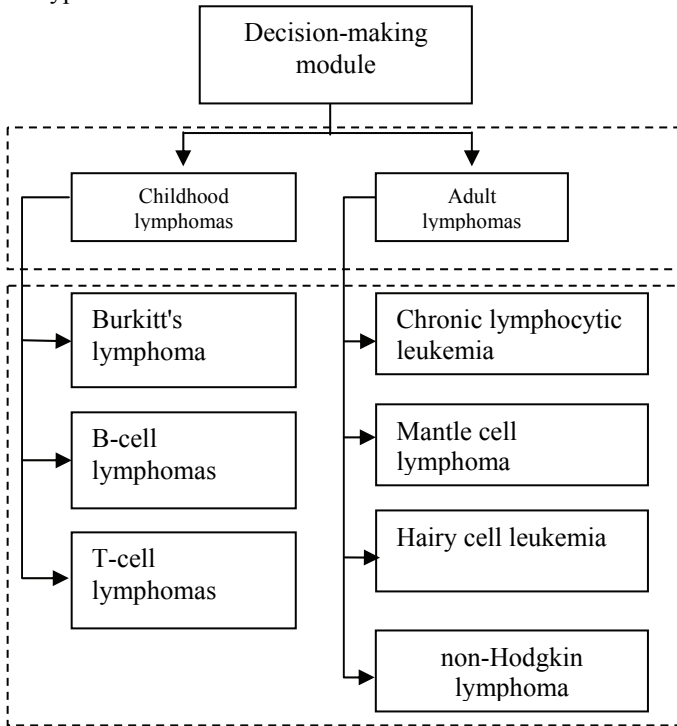 Decision-making
module
Childhood
lymphomas
Adult
lymphomas
Burkitt's
lymphoma
B-cell
lymphomas
T-cell
lymphomas
Chronic lymphocytic
leukemia
Mantle cell
lymphoma
Hairy cell leukemia
non-Hodgkin
lymphoma